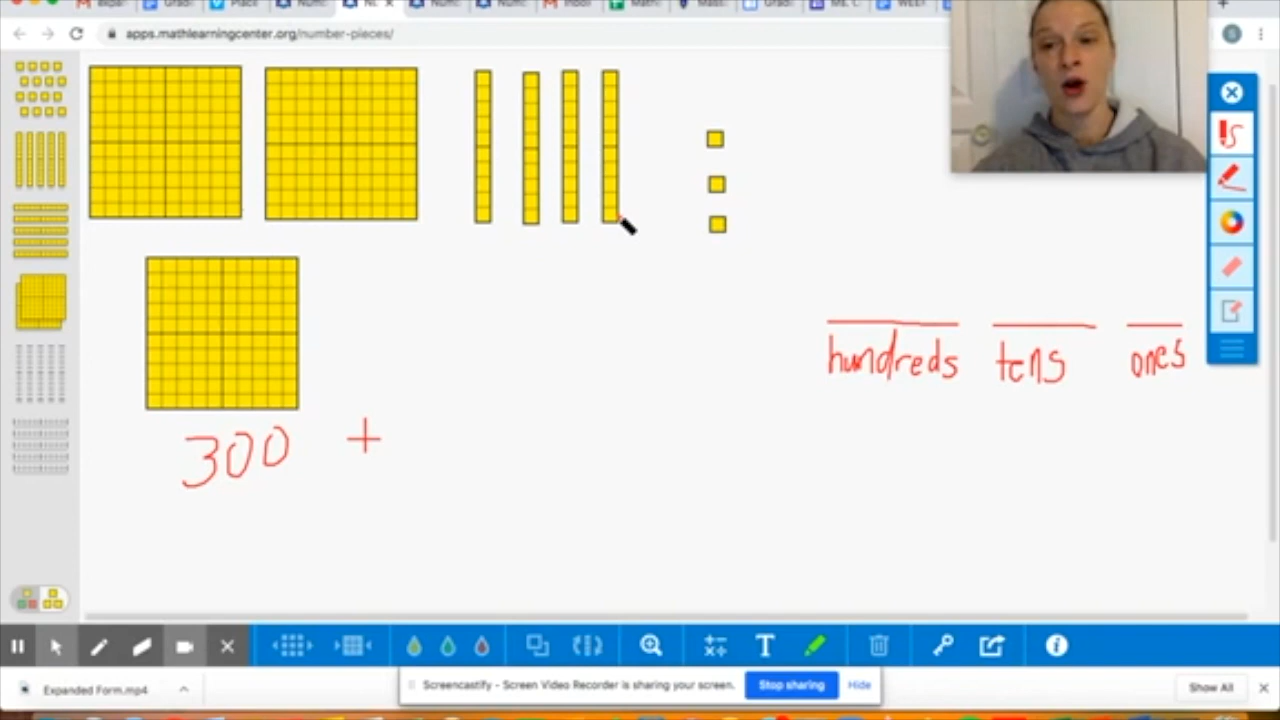 apps.mathlearningcenter.org/number-pieces/
hundreds tens ones
300 +
T
Screencastify - Screen Video Recorder is sharing your screen. Stop sharing Hide
Expanded Form.mp4
Show All